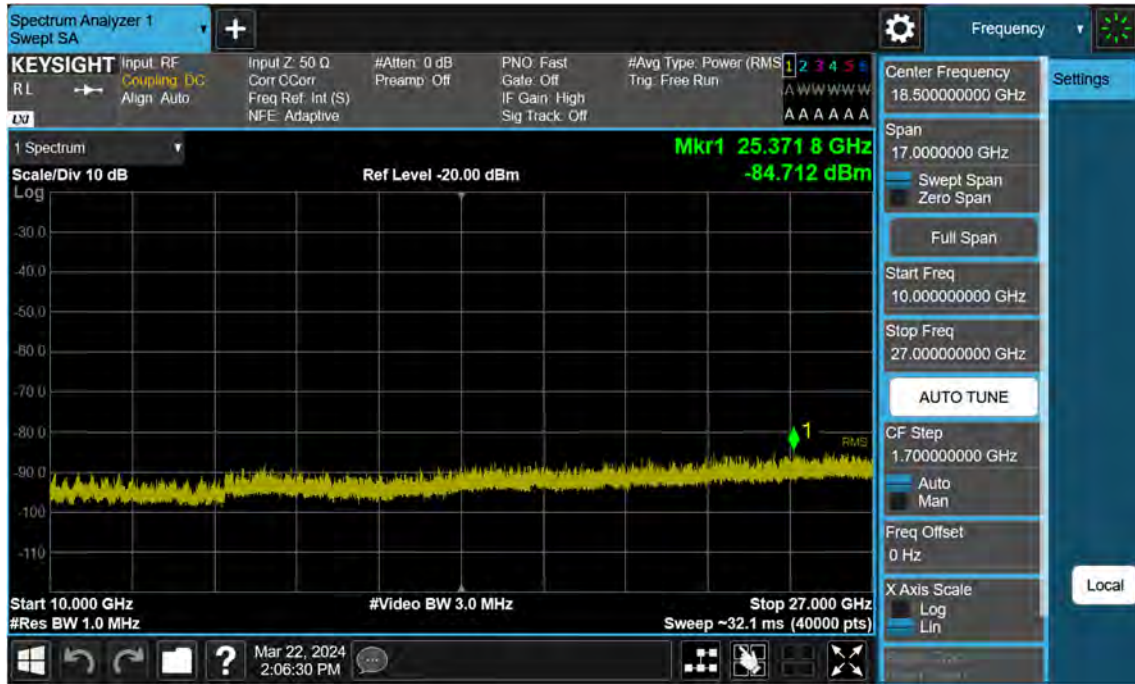 Spectrum Analyzer 1
Swept SA
+
Frequency
KEYSIGHT
RL
LXI
Input: RF
Coupling: DC
Align: Auto
Input Z: 50 Ω
Corr CCorr
Freq Ref: Int (S)
NFE: Adaptive
#Atten: 0 dB
Preamp: Off
PNO: Fast
Gate: Off
IF Gain: High
Sig Track: Off
#Avg Type: Power (RMS
Trig: Free Run
1 2 3 4 5 6
A W W W W W
A A A A A A
1 Spectrum
Mkr1 25.371 8 GHz
-84.712 dBm
Scale/Div 10 dB
Ref Level -20.00 dBm
Log
-30.0
-40.0
-50.0
-60.0
-70.0
-80.0
-90.0
-100
-110
1
RMS
Start 10.000 GHz
#Video BW 3.0 MHz
Stop 27.000 GHz
#Res BW 1.0 MHz
Sweep ~32.1 ms (40000 pts)
?
Mar 22, 2024
2:06:30 PM
Center Frequency
18.500000000 GHz
Span
17.0000000 GHz
Swept Span
Zero Span
Full Span
Start Freq
10.000000000 GHz
Stop Freq
27.000000000 GHz
AUTO TUNE
CF Step
1.700000000 GHz
Auto
Man
Freq Offset
0 Hz
X Axis Scale
Log
Lin
Settings
Local